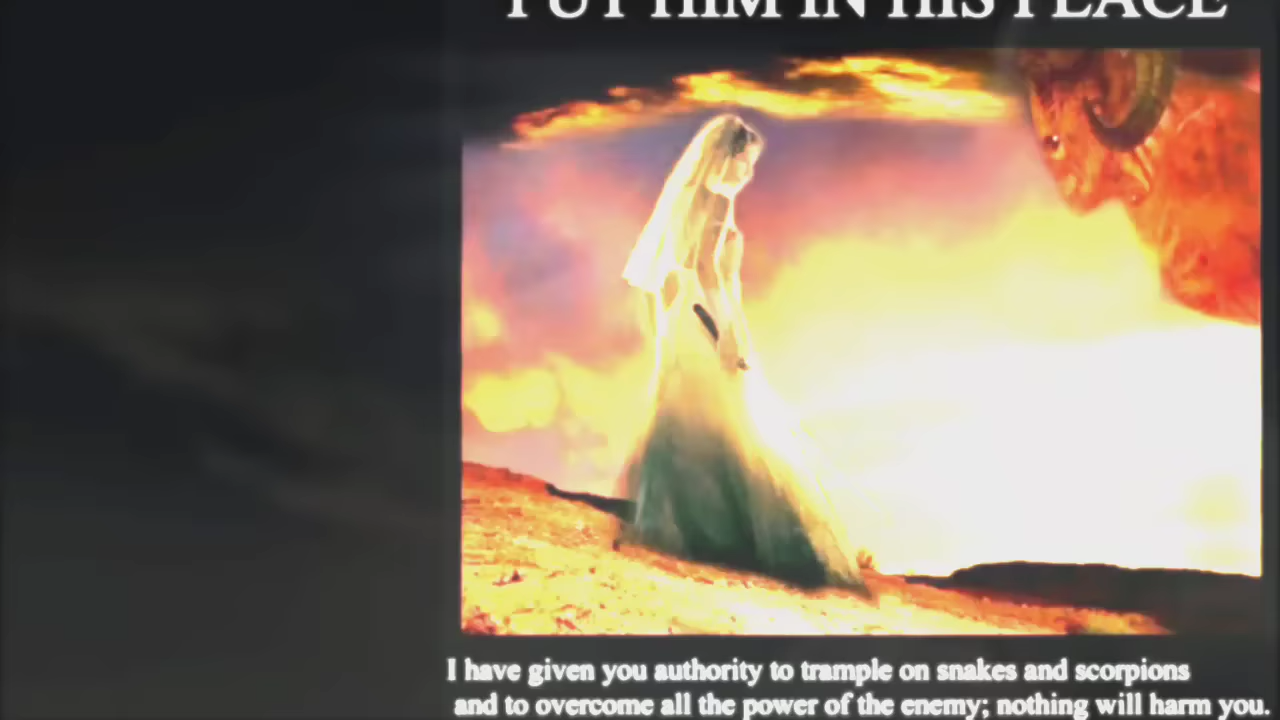 PUT HIM IN HIS PLACE
I have given you authority to trample on snakes and scorpions
and to overcome all the power of the enemy; nothing will harm you.